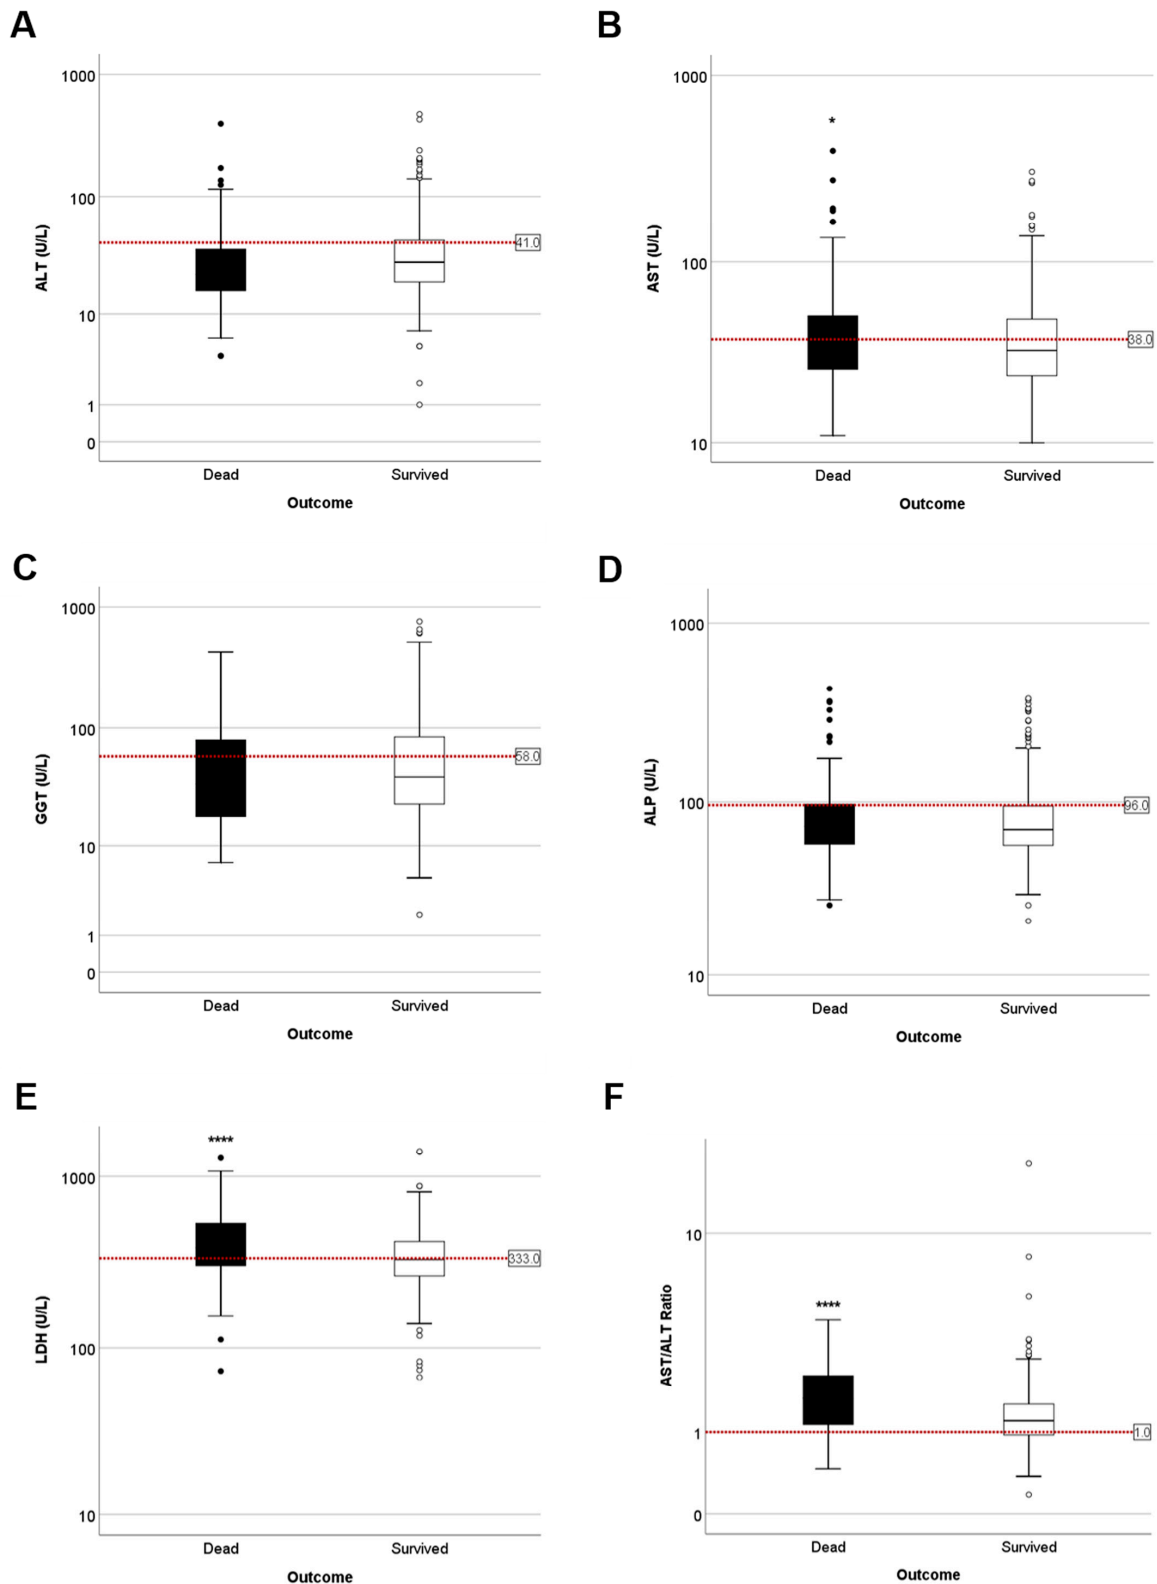 A
1000
100
10
1
0
ALT (U/L)
41.0
Dead
Survived
Outcome
B
*
1000
100
10
AST (U/L)
38.0
Dead
Survived
Outcome
C
1000
100
10
1
0
GGT (U/L)
58.0
Dead
Survived
Outcome
D
1000
100
10
ALP (U/L)
96.0
Dead
Survived
Outcome
E
****
1000
100
10
LDH (U/L)
333.0
Dead
Survived
Outcome
F
****
10
1
0
AST/ALT Ratio
1.0
Dead
Survived
Outcome